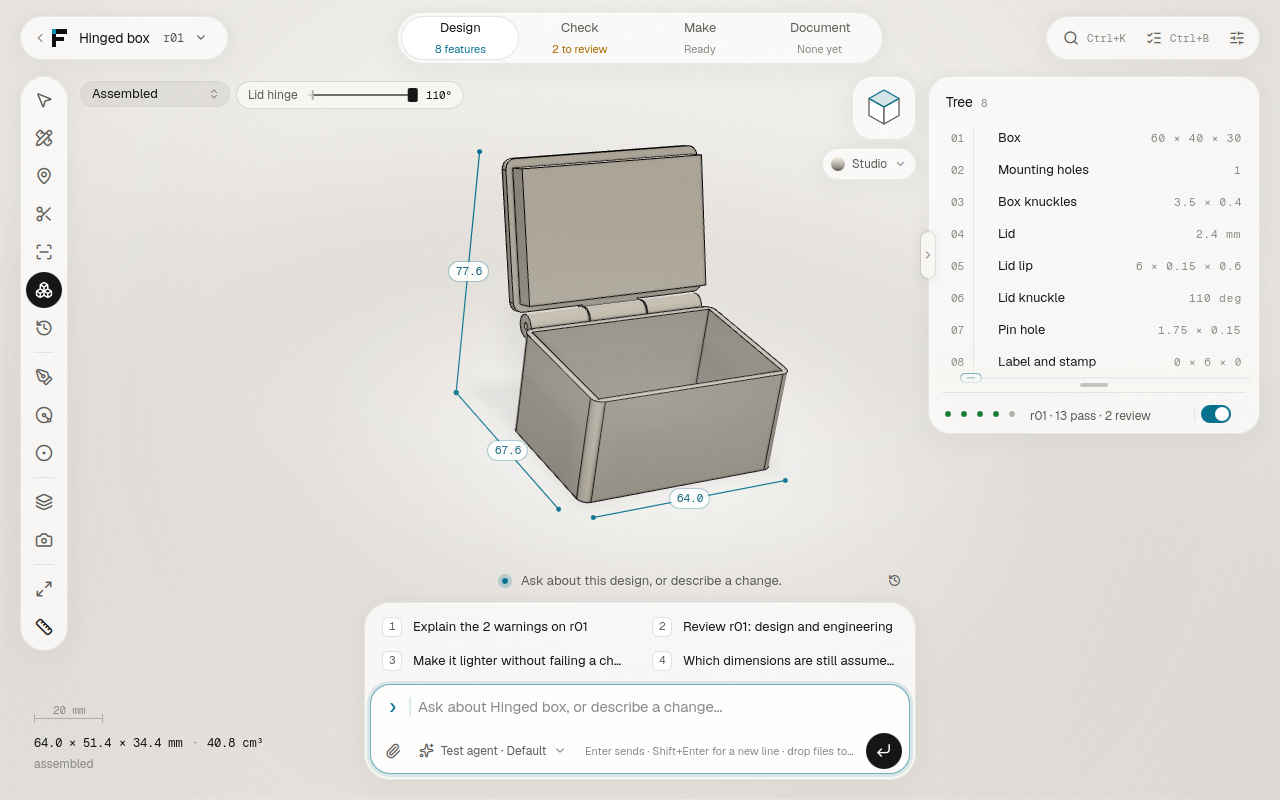 Hinged box r01
Design
8 features
Check
2 to review
Make
Ready
Document
None yet
Ctrl+K
Ctrl+B
Assembled
Lid hinge
110°
Studio
Tree 8
01 Box 60 × 40 × 30
02 Mounting holes 1
03 Box knuckles 3.5 × 0.4
04 Lid 2.4 mm
05 Lid lip 6 × 0.15 × 0.6
06 Lid knuckle 110 deg
07 Pin hole 1.75 × 0.15
08 Label and stamp 0 × 6 × 0
r01 · 13 pass · 2 review
77.6
67.6
64.0
Ask about this design, or describe a change.
1 Explain the 2 warnings on r01
2 Review r01: design and engineering
3 Make it lighter without failing a ch…
4 Which dimensions are still assume…
Ask about Hinged box, or describe a change…
Test agent · Default
Enter sends · Shift+Enter for a new line · drop files to…
20 mm
64.0 × 51.4 × 34.4 mm · 40.8 cm³
assembled